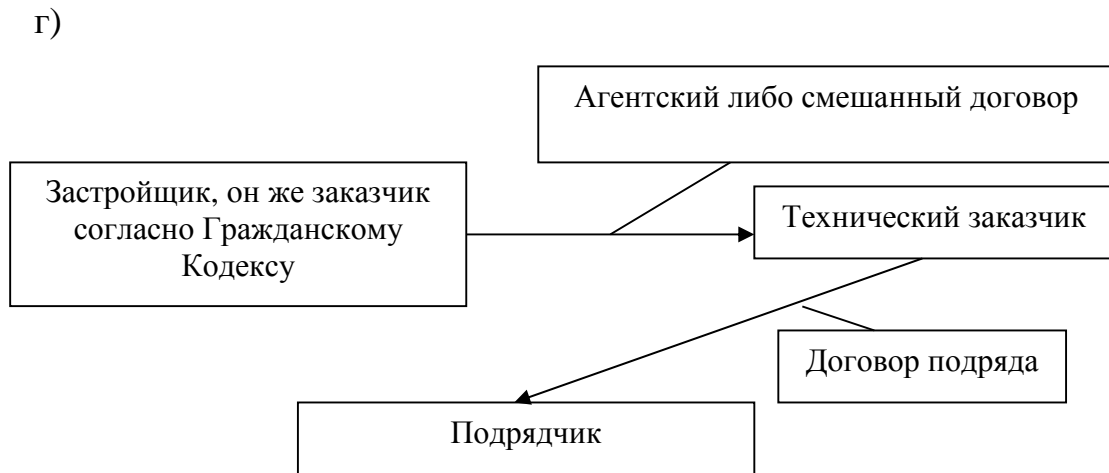 г)
Агентский либо смешанный договор
Застройщик, он же заказчик
согласно Гражданскому
Кодексу
Технический заказчик
Договор подряда
Подрядчик